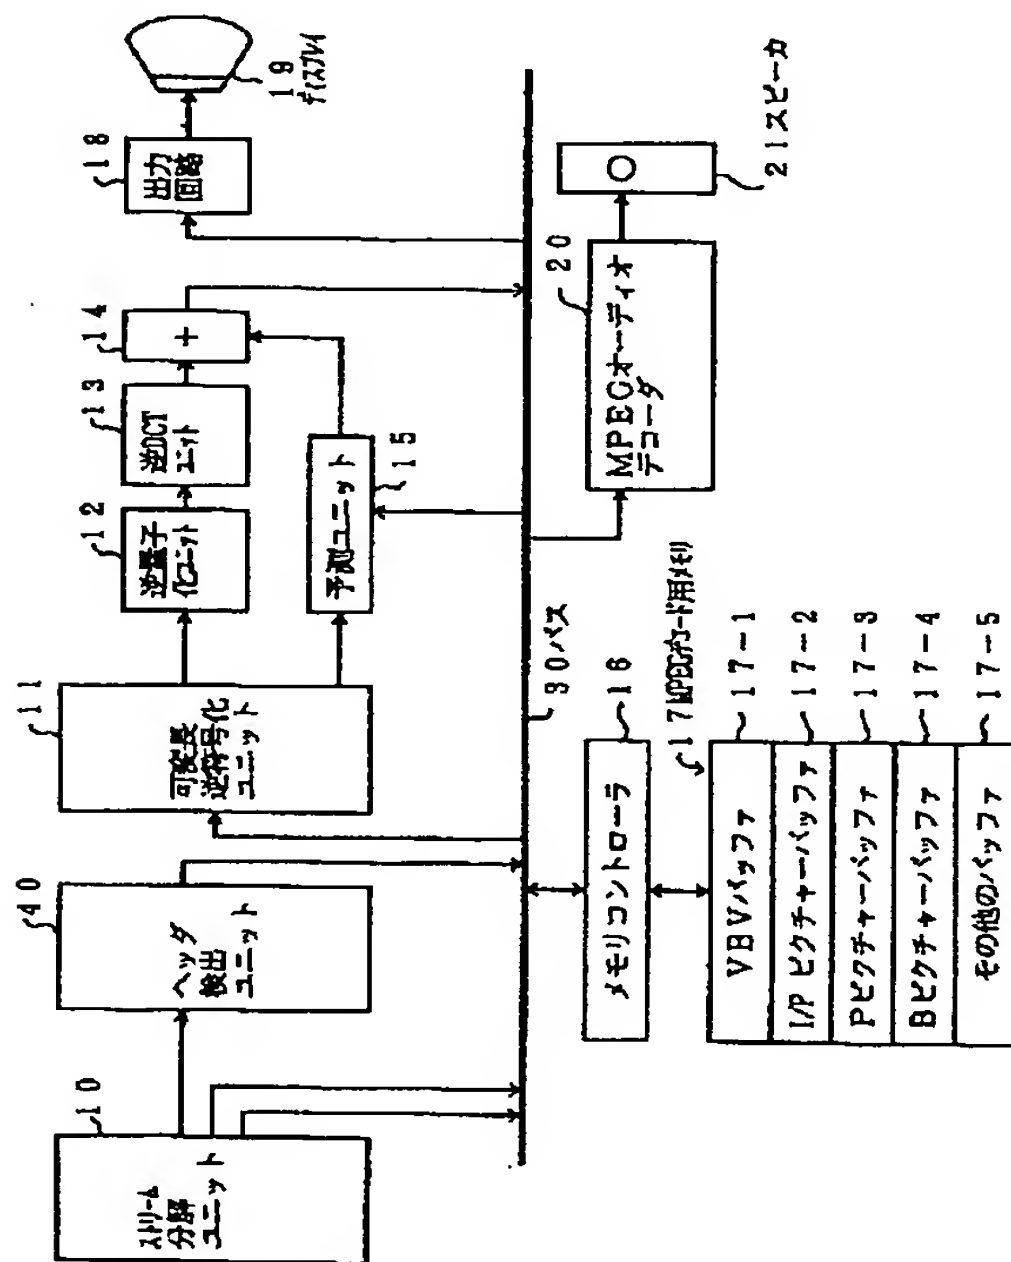 10
ストリーム
分解
ユニット
40
ヘッダ
検出
ユニット
11
可変長
逆符号化
ユニット
12
逆量子
化ユニット
13
逆DCT
ユニット
14
+
予測ユニット
15
18
出力
回路
19
ディスプレイ
30バス
20
MPEGオーディオ
デコーダ
21スピーカ
メモリコントローラ
16
17MPEGデコード用メモリ
VBVバッファ
17-1
I/P ピクチャーバッファ
17-2
Pピクチャーバッファ
17-3
Bピクチャーバッファ
17-4
その他のバッファ
17-5